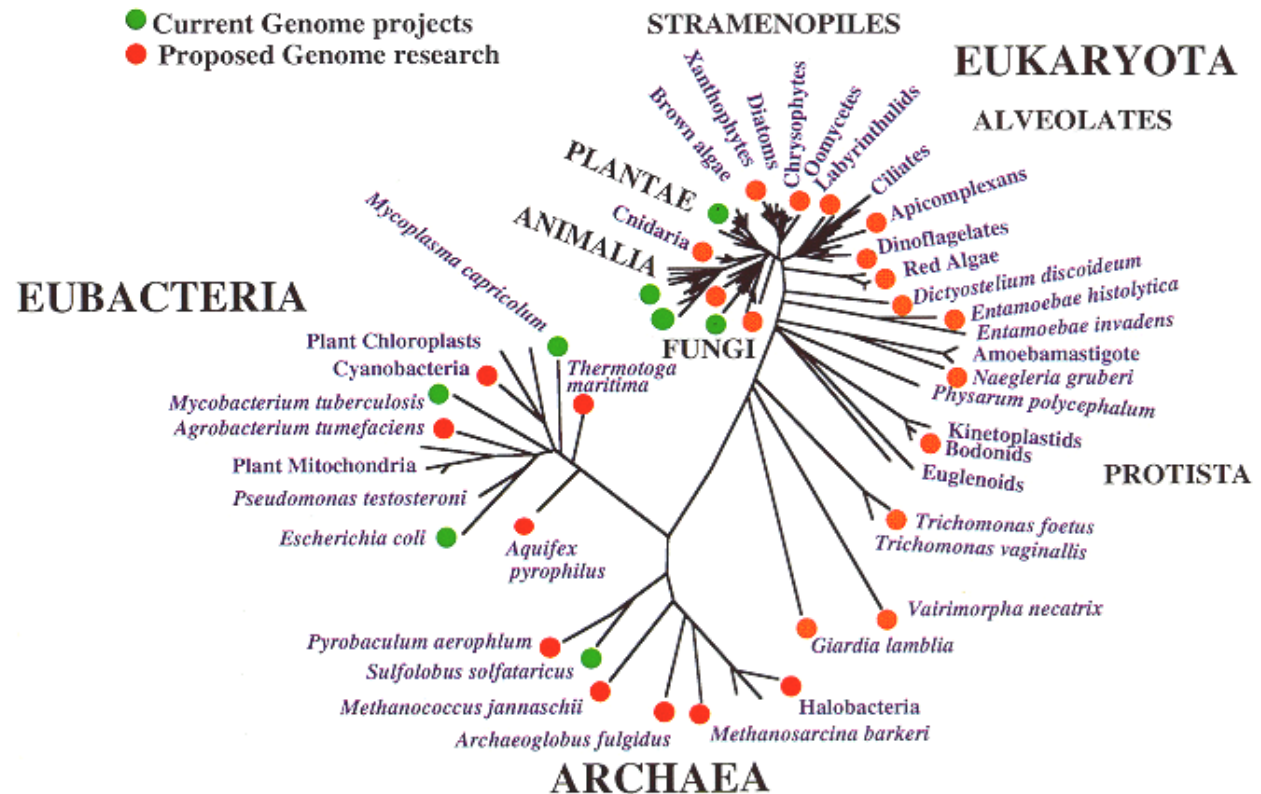 Current Genome projects
Proposed Genome research
STRAMENOPILES
EUKARYOTA
ALVEOLATES
Xanthophytes
Brown algae
Diatoms
Chrysophytes
Oomycetes
Labyrinthulids
Ciliates
Apicomplexans
Dinoflagelates
Red Algae
Dictyostelium discoideum
Entamoebae histolytica
Entamoebae invadens
Amoebamastigote
Naegleria gruberi
Physarum polycephalum
Kinetoplastids
Bodonids
Euglenoids
PROTISTA
Trichomonas foetus
Trichomonas vaginallis
Vairimorpha necatrix
Giardia lamblia
PLANTAE
Cnidaria
ANIMALIA
FUNGI
EUBACTERIA
Mycoplasma capricolum
Plant Chloroplasts
Cyanobacteria
Thermotoga
maritima
Mycobacterium tuberculosis
Agrobacterium tumefaciens
Plant Mitochondria
Pseudomonas testosteroni
Escherichia coli
Aquifex
pyrophilus
Pyrobaculum aerophlum
Sulfolobus solfataricus
Methanococcus jannaschii
Archaeoglobus fulgidus
Methanosarcina barkeri
Halobacteria
ARCHAEA